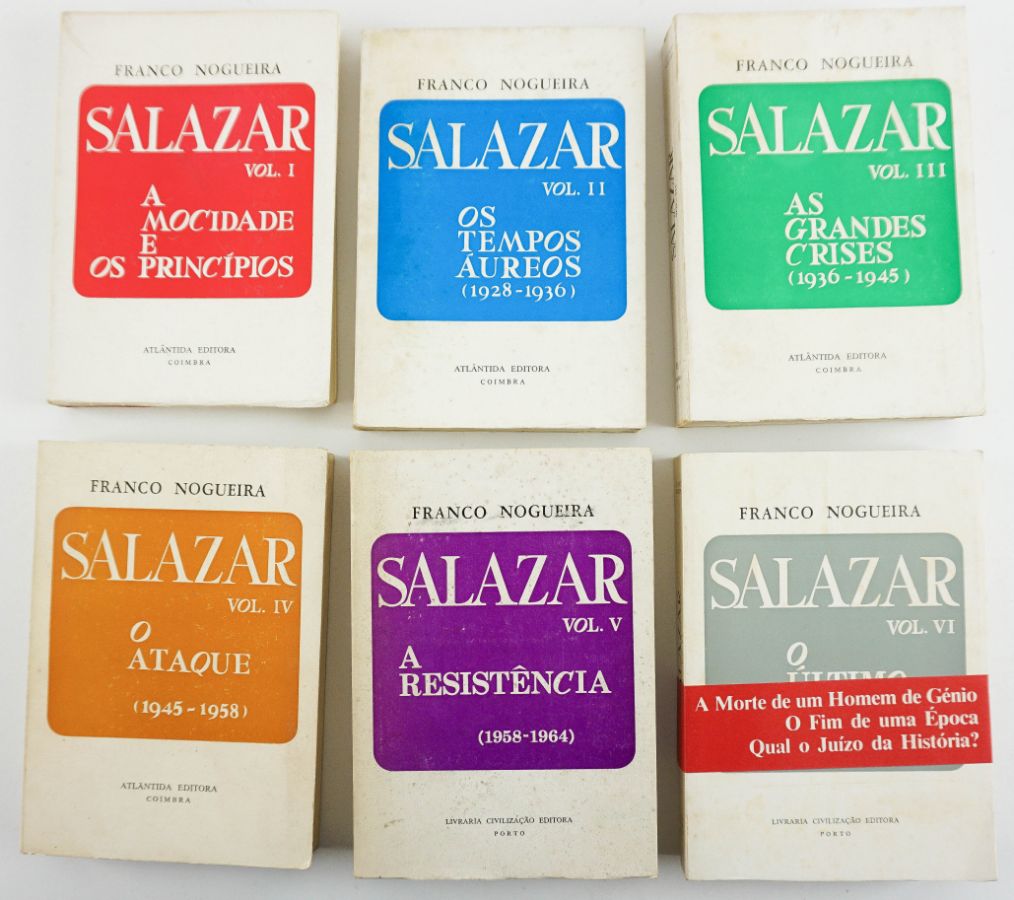 FRANCO NOGUEIRA
SALAZAR
VOL. I
A
MOCIDADE
E
OS PRINCÍPIOS
ATLÂNTIDA EDITORA
COIMBRA
FRANCO NOGUEIRA
SALAZAR
VOL. II
OS
TEMPOS
ÁUREOS
(1928-1936)
ATLÂNTIDA EDITORA
COIMBRA
FRANCO NOGUEIRA
SALAZAR
VOL. III
AS
GRANDES
CRISES
(1936-1945)
ATLÂNTIDA EDITORA
COIMBRA
SALAZAR
FRANCO NOGUEIRA
SALAZAR
VOL. IV
O
ATAQUE
(1945-1958)
ATLÂNTIDA EDITORA
COIMBRA
FRANCO NOGUEIRA
SALAZAR
VOL. V
A
RESISTÊNCIA
(1958-1964)
LIVRARIA CIVILIZAÇÃO EDITORA
PORTO
FRANCO NOGUEIRA
SALAZAR
VOL. VI
O
ÚLTIMO
A Morte de um Homem de Génio
O Fim de uma Época
Qual o Juízo da História?
LIVRARIA CIVILIZAÇÃO EDITORA
PORTO